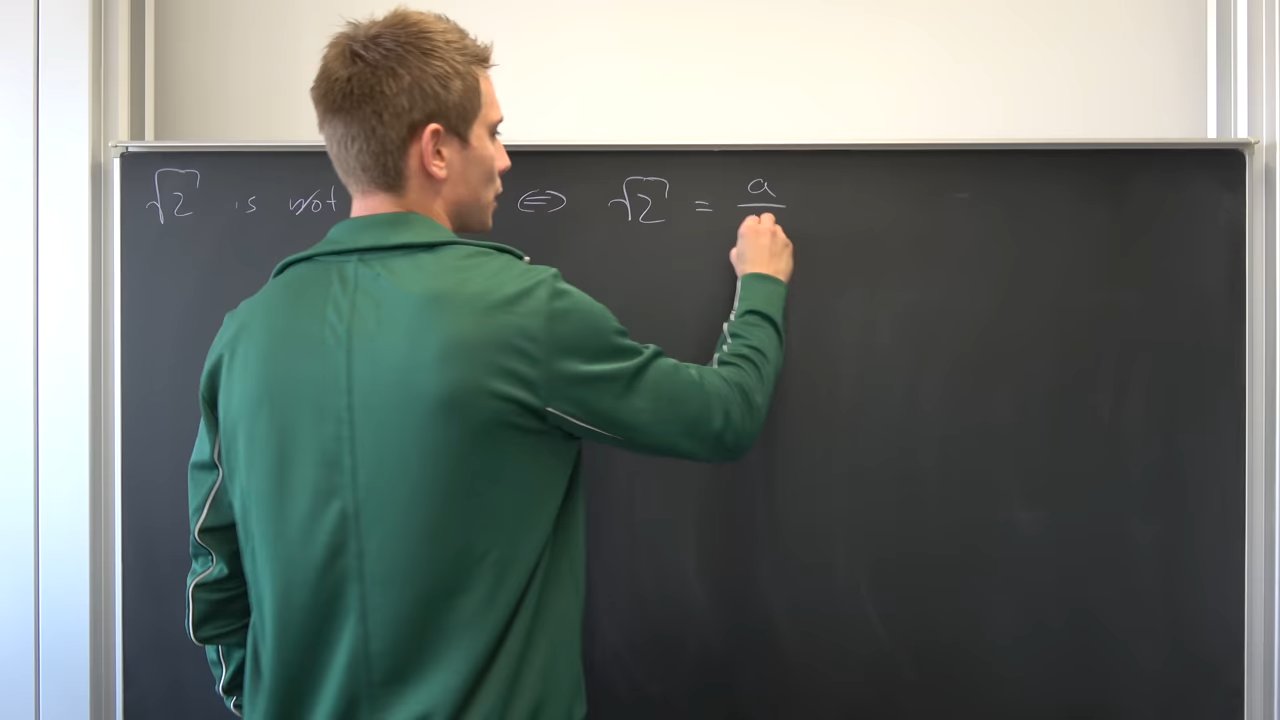 √2 is not ⇔ √2 = a